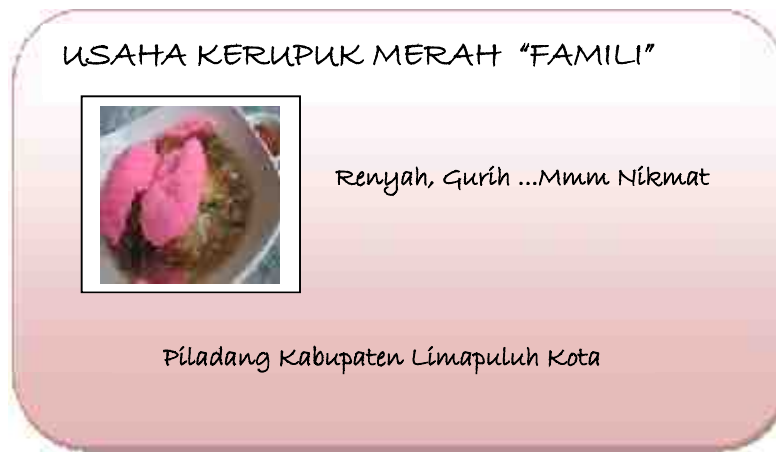 USAHA KERUPUK MERAH “FAMILI”
Renyah, Gurih ...Mmm Nikmat
Piladang Kabupaten Limapuluh Kota